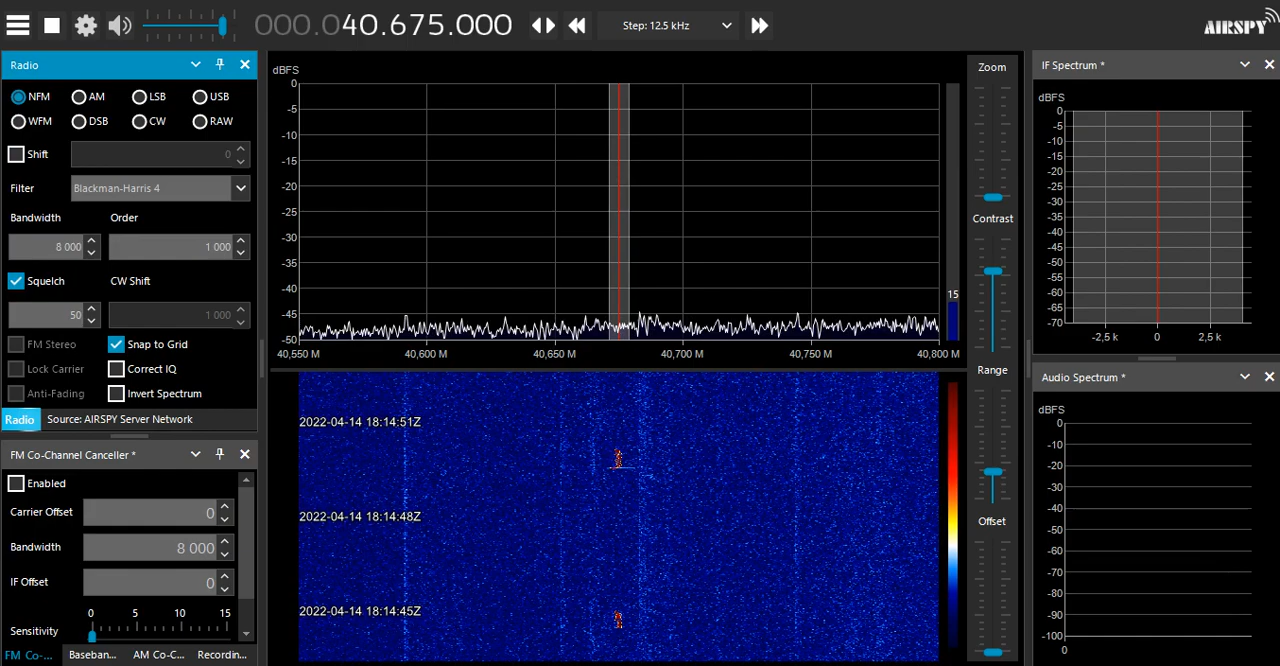 000.040.675.000
Step: 12.5 kHz
AIRSPY
Radio
NFM AM LSB USB
WFM DSB CW RAW
Shift 0
Filter Blackman-Harris 4
Bandwidth Order
8 000 1 000
Squelch CW Shift
50 1 000
FM Stereo Snap to Grid
Lock Carrier Correct IQ
Anti-Fading Invert Spectrum
Radio Source: AIRSPY Server Network
FM Co-Channel Canceller *
Enabled
Carrier Offset 0
Bandwidth 8 000
IF Offset 0
0 5 10 15
Sensitivity
FM Co-... Baseban... AM Co-C... Recordin...
dBFS
0
-5
-10
-15
-20
-25
-30
-35
-40
-45
-50
40,550 M 40,600 M 40,650 M 40,700 M 40,750 M 40,800 M
15
2022-04-14 18:14:51Z
2022-04-14 18:14:48Z
2022-04-14 18:14:45Z
Zoom
Contrast
Range
Offset
IF Spectrum *
dBFS
0
-5
-10
-15
-20
-25
-30
-35
-40
-45
-50
-55
-60
-65
-70
-2,5 k 0 2,5 k
Audio Spectrum *
dBFS
0
-10
-20
-30
-40
-50
-60
-70
-80
-90
-100
0